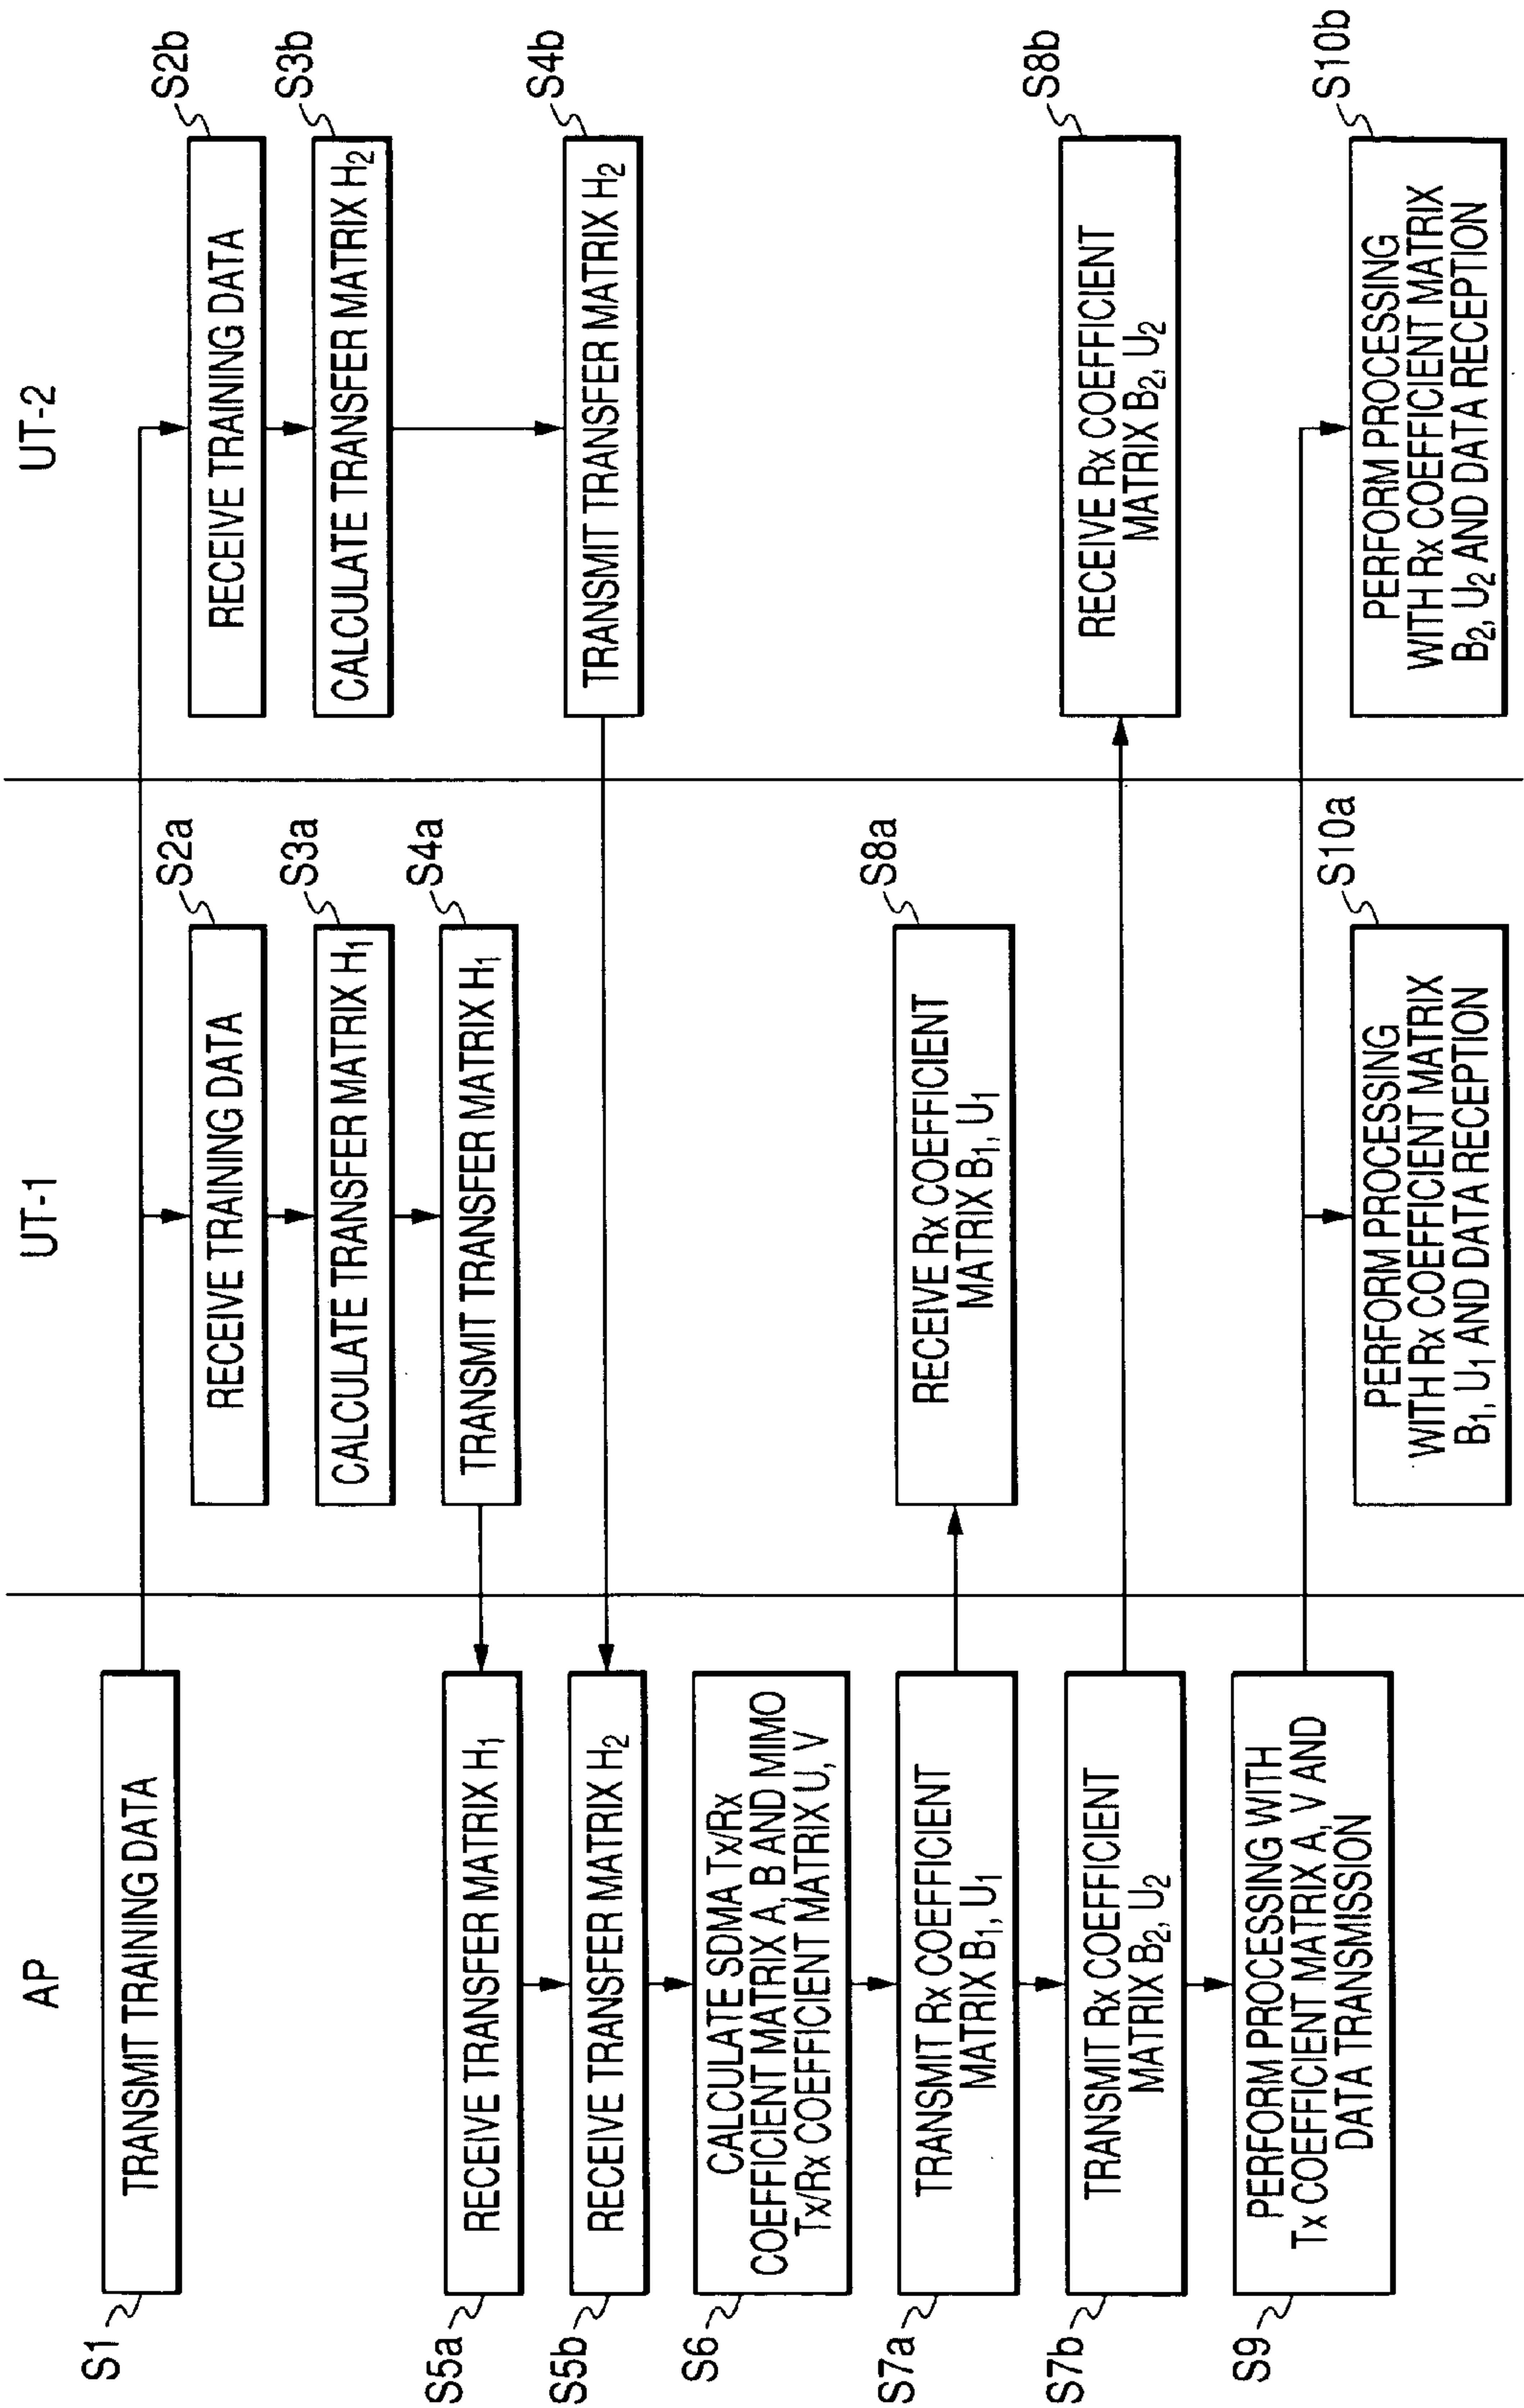 AP
UT-1
UT-2
S1
TRANSMIT TRAINING DATA
S2a
RECEIVE TRAINING DATA
S2b
RECEIVE TRAINING DATA
S3a
CALCULATE TRANSFER MATRIX H1
S3b
CALCULATE TRANSFER MATRIX H2
S4a
TRANSMIT TRANSFER MATRIX H1
S4b
TRANSMIT TRANSFER MATRIX H2
S5a
RECEIVE TRANSFER MATRIX H1
S5b
RECEIVE TRANSFER MATRIX H2
S6
CALCULATE SDMA Tx/Rx
COEFFICIENT MATRIX A, B AND MIMO
Tx/Rx COEFFICIENT MATRIX U, V
S7a
TRANSMIT Rx COEFFICIENT
MATRIX B1, U1
S8a
RECEIVE Rx COEFFICIENT
MATRIX B1, U1
S7b
TRANSMIT Rx COEFFICIENT
MATRIX B2, U2
S8b
RECEIVE Rx COEFFICIENT
MATRIX B2, U2
S9
PERFORM PROCESSING WITH
Tx COEFFICIENT MATRIX A, V AND
DATA TRANSMISSION
S10a
PERFORM PROCESSING
WITH Rx COEFFICIENT MATRIX
B1, U1 AND DATA RECEPTION
S10b
PERFORM PROCESSING
WITH Rx COEFFICIENT MATRIX
B2, U2 AND DATA RECEPTION